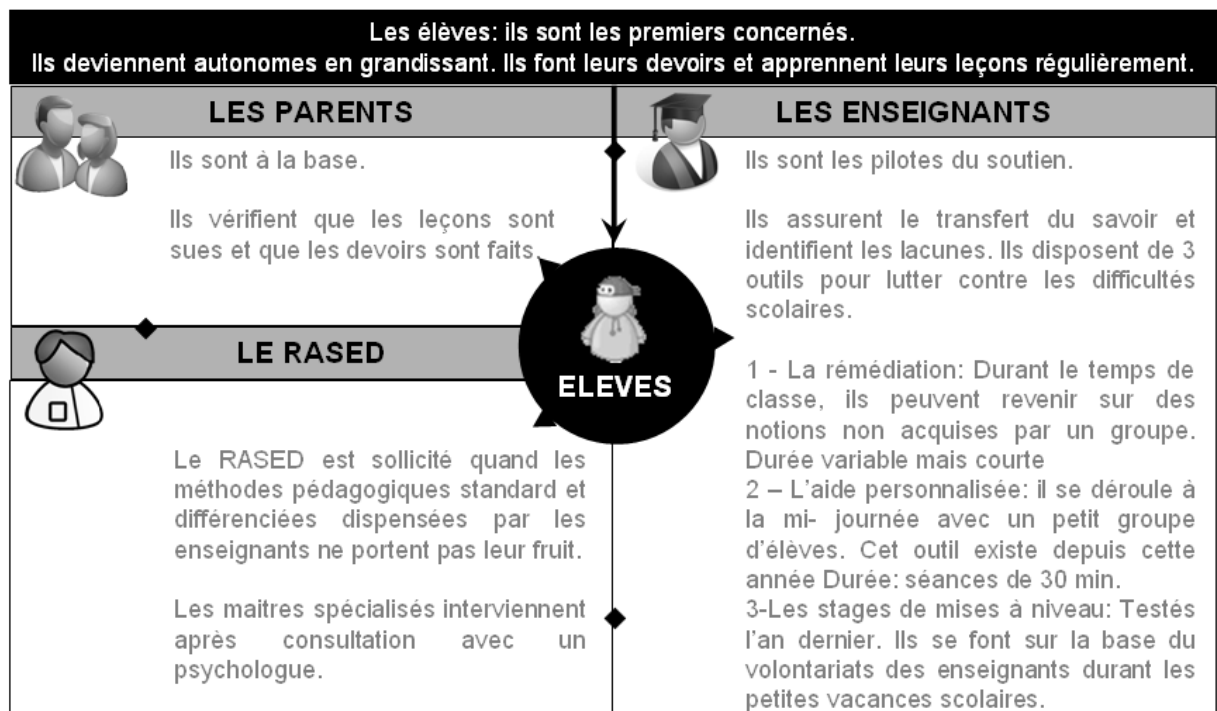 Les élèves: ils sont les premiers concernés.
Ils deviennent autonomes en grandissant. Ils font leurs devoirs et apprennent leurs leçons régulièrement.
LES PARENTS
Ils sont à la base.
Ils vérifient que les leçons sont
sues et que les devoirs sont faits.
LE RASED
Le RASED est sollicité quand les
méthodes pédagogiques standard et
différenciées dispensées par les
enseignants ne portent pas leur fruit.
Les maitres spécialisés interviennent
après consultation avec un
psychologue.
ELEVES
LES ENSEIGNANTS
Ils sont les pilotes du soutien.
Ils assurent le transfert du savoir et
identifient les lacunes. Ils disposent de 3
outils pour lutter contre les difficultés
scolaires.
1 - La rémédiation: Durant le temps de
classe, ils peuvent revenir sur des
notions non acquises par un groupe.
Durée variable mais courte
2 – L'aide personnalisée: il se déroule à
la mi- journée avec un petit groupe
d'élèves. Cet outil existe depuis cette
année Durée: séances de 30 min.
3-Les stages de mises à niveau: Testés
l'an dernier. Ils se font sur la base du
volontariats des enseignants durant les
petites vacances scolaires.